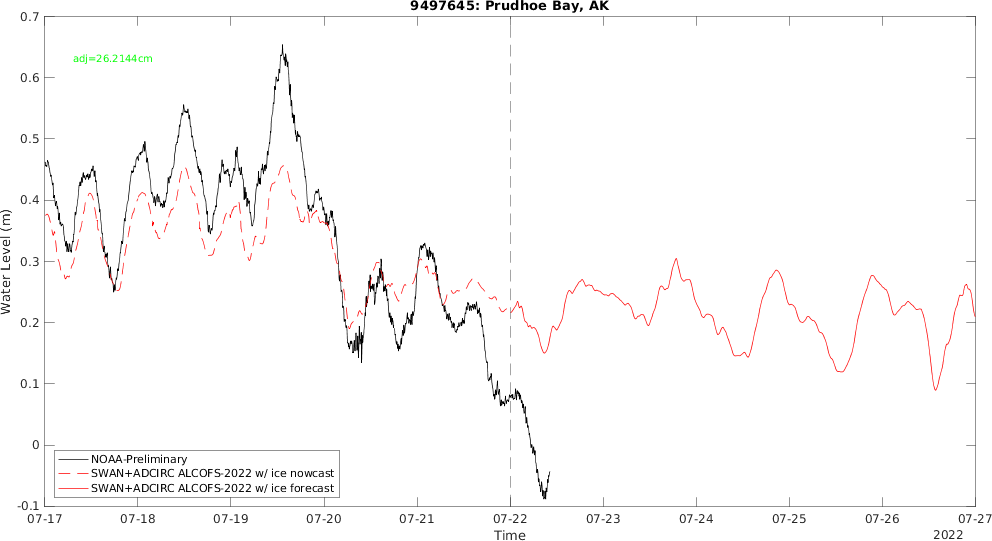 9497645: Prudhoe Bay, AK
adj=26.2144cm
Water Level (m)
0.7
0.6
0.5
0.4
0.3
0.2
0.1
0
-0.1
NOAA-Preliminary
SWAN+ADCIRC ALCOFS-2022 w/ ice nowcast
SWAN+ADCIRC ALCOFS-2022 w/ ice forecast
07-17 07-18 07-19 07-20 07-21 07-22 07-23 07-24 07-25 07-26 07-27
Time
2022